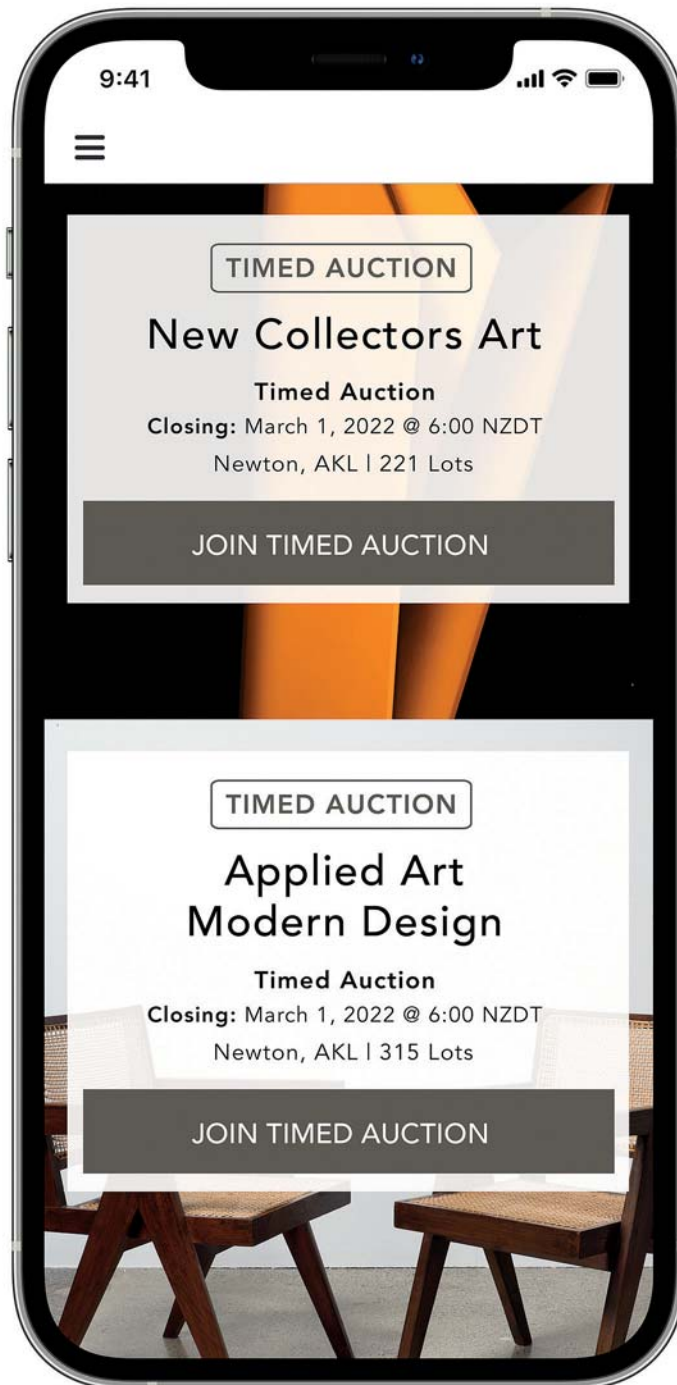 9:41
TIMED AUCTION
New Collectors Art
Timed Auction
Closing: March 1, 2022 @ 6:00 NZDT
Newton, AKL | 221 Lots
JOIN TIMED AUCTION
TIMED AUCTION
Applied Art
Modern Design
Timed Auction
Closing: March 1, 2022 @ 6:00 NZDT
Newton, AKL | 315 Lots
JOIN TIMED AUCTION